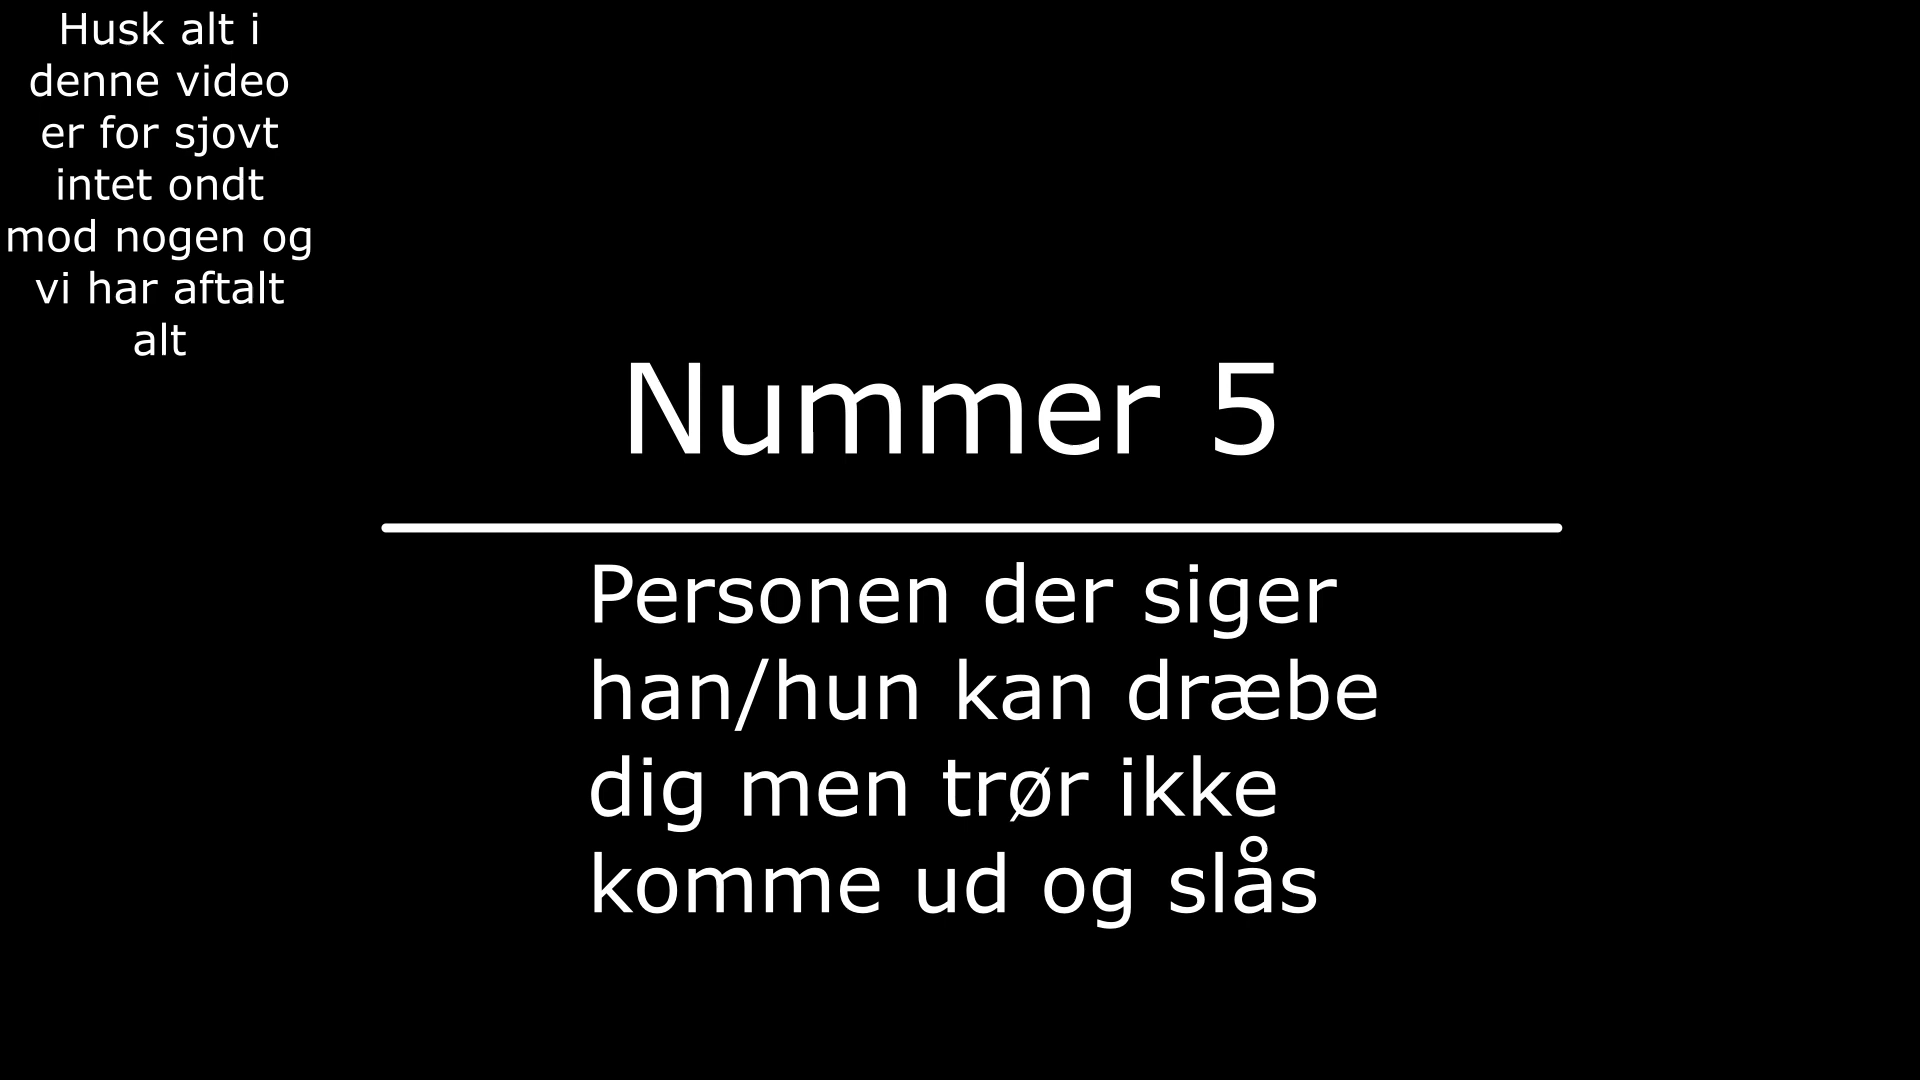 Husk alt i
denne video
er for sjovt
intet ondt
mod nogen og
vi har aftalt
alt
Nummer 5
Personen der siger
han/hun kan dræbe
dig men trør ikke
komme ud og slås